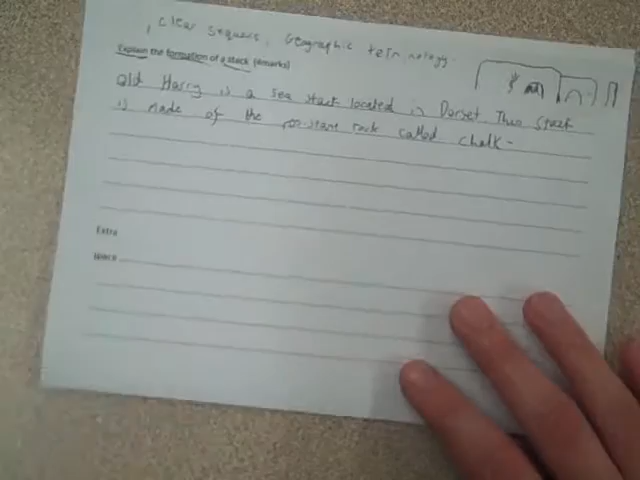 , clear sequence, Geographic terminology.
Explain the formation of a stack (4marks)
Old Harry is a sea stack located in Dorset This stack
is made of the resistant rock called chalk.
Extra